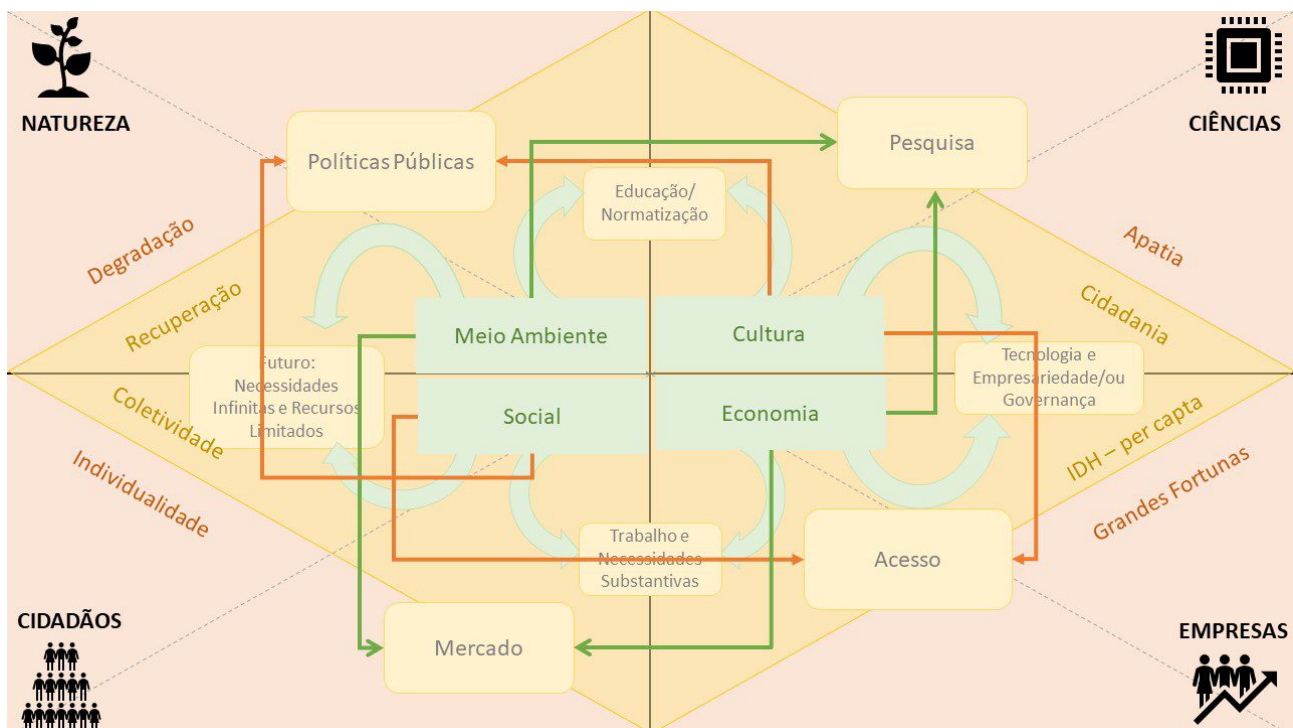 NATUREZA
CIÊNCIAS
Políticas Públicas
Pesquisa
Educação/
Normatização
Degradação
Recuperação
Apatia
Cidadania
Meio Ambiente
Cultura
Futuro:
Necessidades
Infinitas e Recursos
Limitados
Tecnologia e
Empresariedade/ou
Governança
Social
Economia
Coletividade
Individualidade
IDH – per capta
Grandes Fortunas
Trabalho e
Necessidades
Substantivas
Acesso
Mercado
CIDADÃOS
EMPRESAS